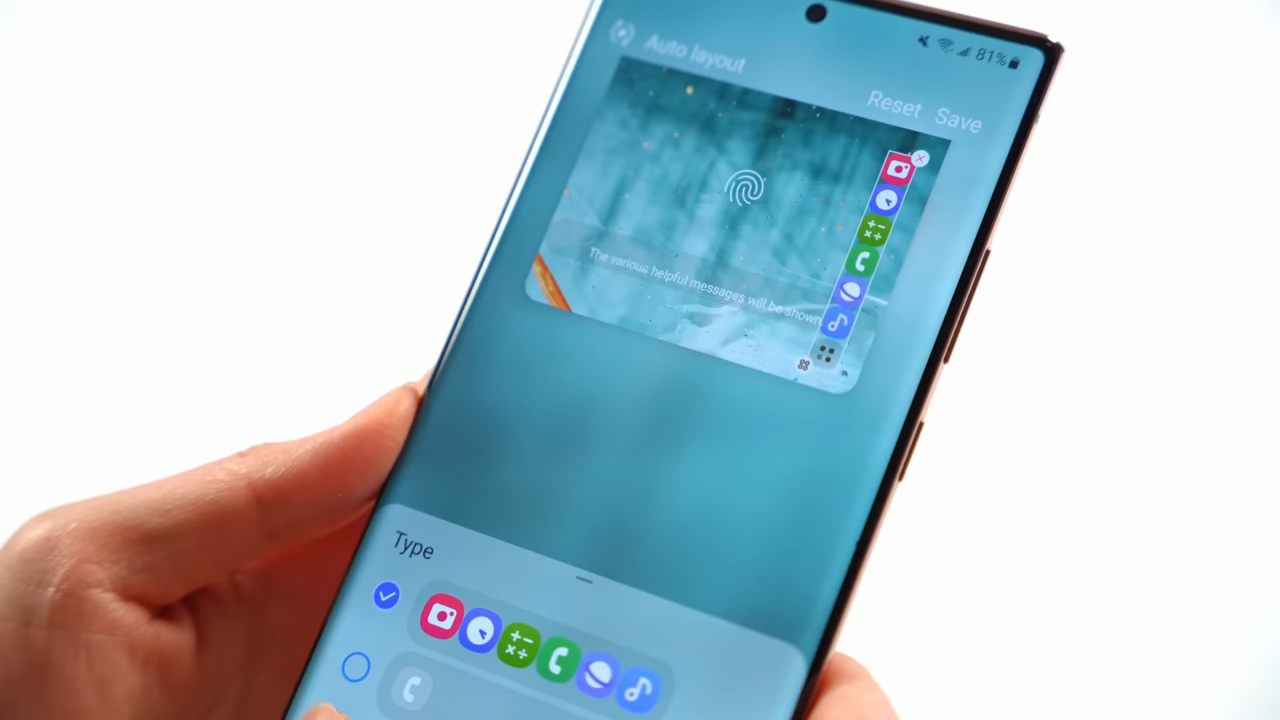 81%
Auto layout
Reset Save
The various helpful messages will be shown
Type